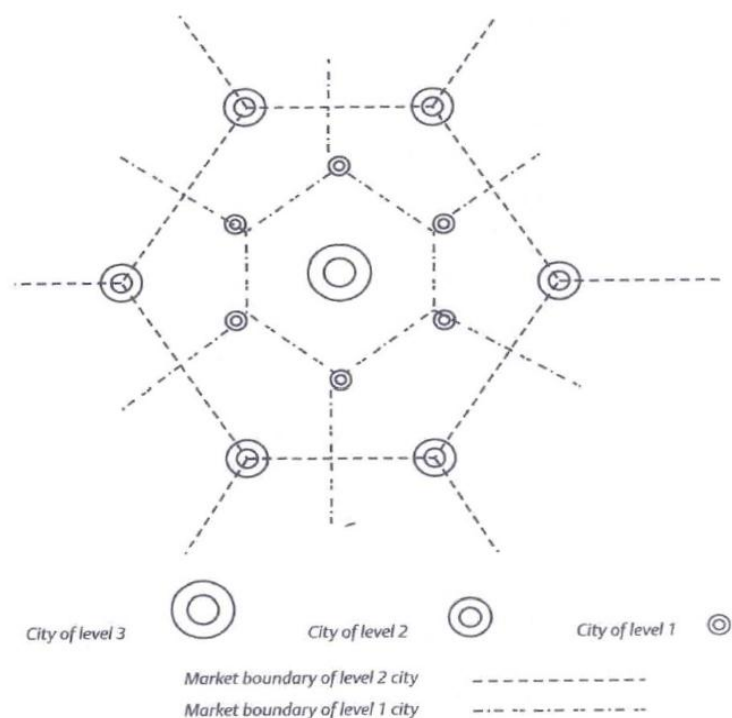 City of level 3
City of level 2
City of level 1
Market boundary of level 2 city
Market boundary of level 1 city